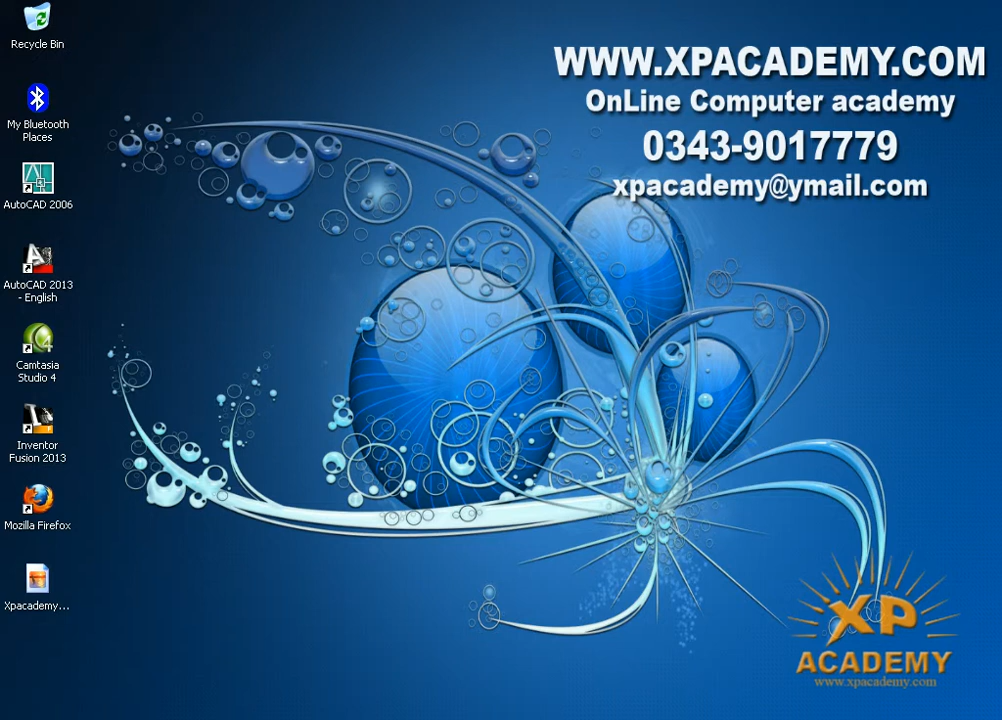 Recycle Bin
My Bluetooth
Places
AutoCAD 2006
AutoCAD 2013
- English
Camtasia
Studio 4
Inventor
Fusion 2013
Mozilla Firefox
Xpacademy...
WWW.XPACADEMY.COM
OnLine Computer academy
0343-9017779
xpacademy@ymail.com
XP
ACADEMY
www.xpacademy.com